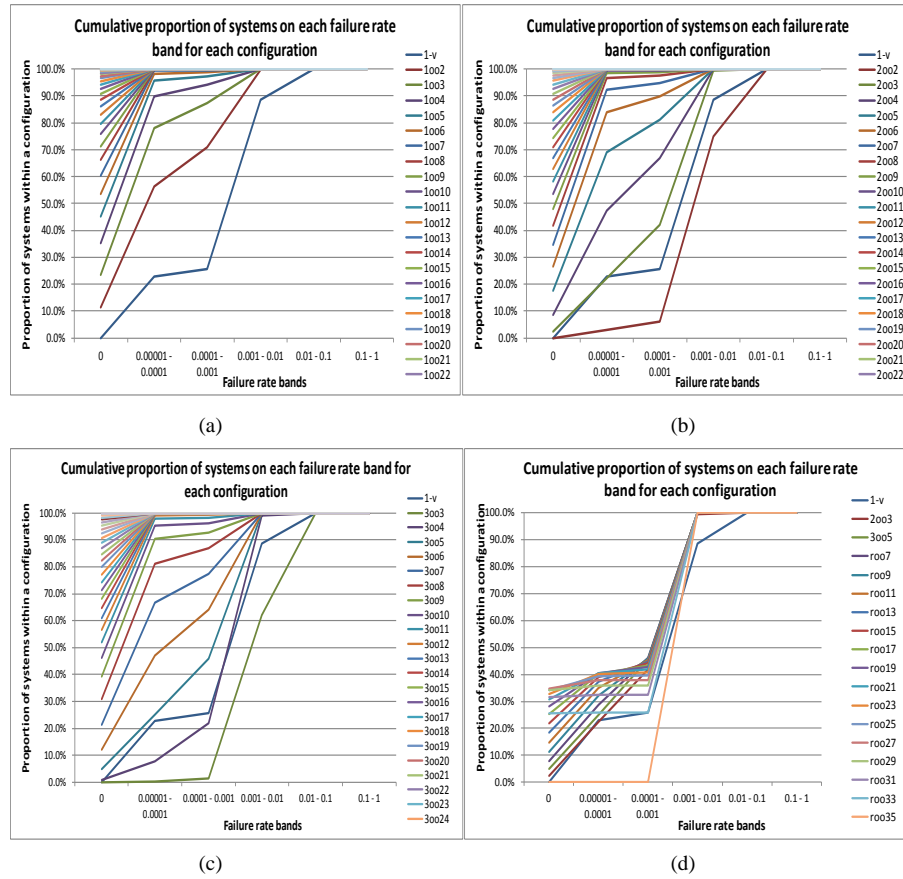 Cumulative proportion of systems on each failure rate
band for each configuration
Proportion of systems within a configuration
100.0%
90.0%
80.0%
70.0%
60.0%
50.0%
40.0%
30.0%
20.0%
10.0%
0.0%
0
0.00001 - 0.0001
0.0001 - 0.001
0.001 - 0.01
0.01 - 0.1
0.1 - 1
Failure rate bands
1-v
1oo2
1oo3
1oo4
1oo5
1oo6
1oo7
1oo8
1oo9
1oo10
1oo11
1oo12
1oo13
1oo14
1oo15
1oo16
1oo17
1oo18
1oo19
1oo20
1oo21
1oo22
(a)
Cumulative proportion of systems on each failure rate
band for each configuration
Proportion of systems within a configuration
100.0%
90.0%
80.0%
70.0%
60.0%
50.0%
40.0%
30.0%
20.0%
10.0%
0.0%
0
0.00001 - 0.0001
0.0001 - 0.001
0.001 - 0.01
0.01 - 0.1
0.1 - 1
Failure rate bands
1-v
2oo2
2oo3
2oo4
2oo5
2oo6
2oo7
2oo8
2oo9
2oo10
2oo11
2oo12
2oo13
2oo14
2oo15
2oo16
2oo17
2oo18
2oo19
2oo20
2oo21
2oo22
(b)
Cumulative proportion of systems on each failure rate band for
each configuration
Proportion of systems within a configuration
100.0%
90.0%
80.0%
70.0%
60.0%
50.0%
40.0%
30.0%
20.0%
10.0%
0.0%
0
0.00001 - 0.0001
0.0001 - 0.001
0.001 - 0.01
0.01 - 0.1
0.1 - 1
Failure rate bands
1-v
3oo3
3oo4
3oo5
3oo6
3oo7
3oo8
3oo9
3oo10
3oo11
3oo12
3oo13
3oo14
3oo15
3oo16
3oo17
3oo18
3oo19
3oo20
3oo21
3oo22
3oo23
3oo24
(c)
Cumulative proportion of systems on each failure rate
band for each configuration
Proportion of systems within a configuration
100.0%
90.0%
80.0%
70.0%
60.0%
50.0%
40.0%
30.0%
20.0%
10.0%
0.0%
0
0.00001 - 0.0001
0.0001 - 0.001
0.001 - 0.01
0.01 - 0.1
0.1 - 1
Failure rate bands
1-v
2oo3
3oo5
roo7
roo9
roo11
roo13
roo15
roo17
roo19
roo21
roo23
roo25
roo27
roo29
roo31
roo33
roo35
(d)